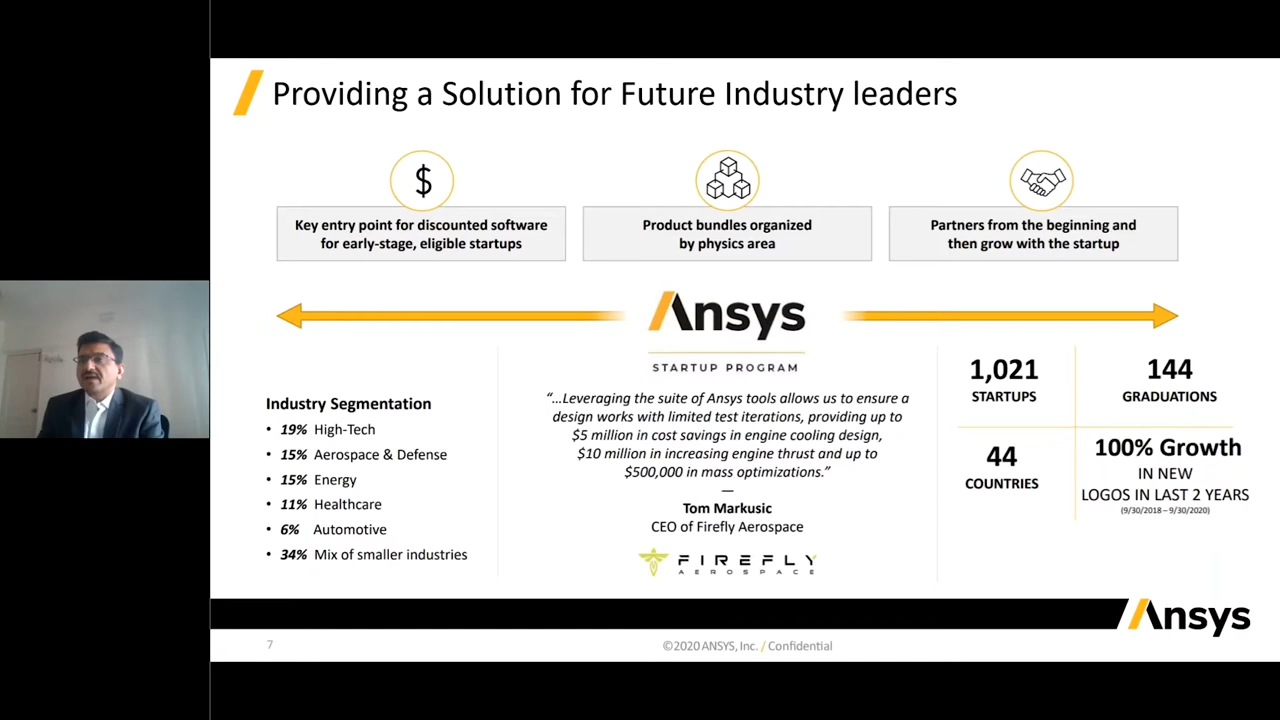 Providing a Solution for Future Industry leaders
$
Key entry point for discounted software
for early-stage, eligible startups
Product bundles organized
by physics area
Partners from the beginning and
then grow with the startup
Ansys
STARTUP PROGRAM
Industry Segmentation
• 19% High-Tech
• 15% Aerospace & Defense
• 15% Energy
• 11% Healthcare
• 6% Automotive
• 34% Mix of smaller industries
“…Leveraging the suite of Ansys tools allows us to ensure a
design works with limited test iterations, providing up to
$5 million in cost savings in engine cooling design,
$10 million in increasing engine thrust and up to
$500,000 in mass optimizations.”
—
Tom Markusic
CEO of Firefly Aerospace
FIREFLY
AEROSPACE
1,021
STARTUPS
144
GRADUATIONS
44
COUNTRIES
100% Growth
IN NEW
LOGOS IN LAST 2 YEARS
(9/30/2018 – 9/30/2020)
Ansys
7
©2020 ANSYS, Inc. / Confidential